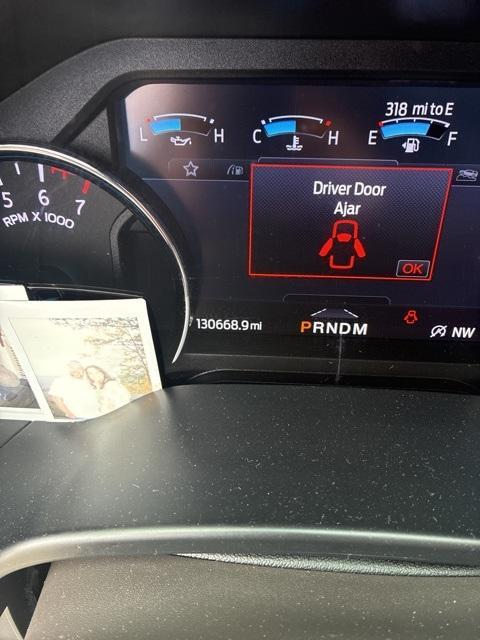 318 mi to E
L H C H E F
Driver Door
Ajar
OK
5 6 7
RPM X 1000
130668.9 mi
PRNDM
NW